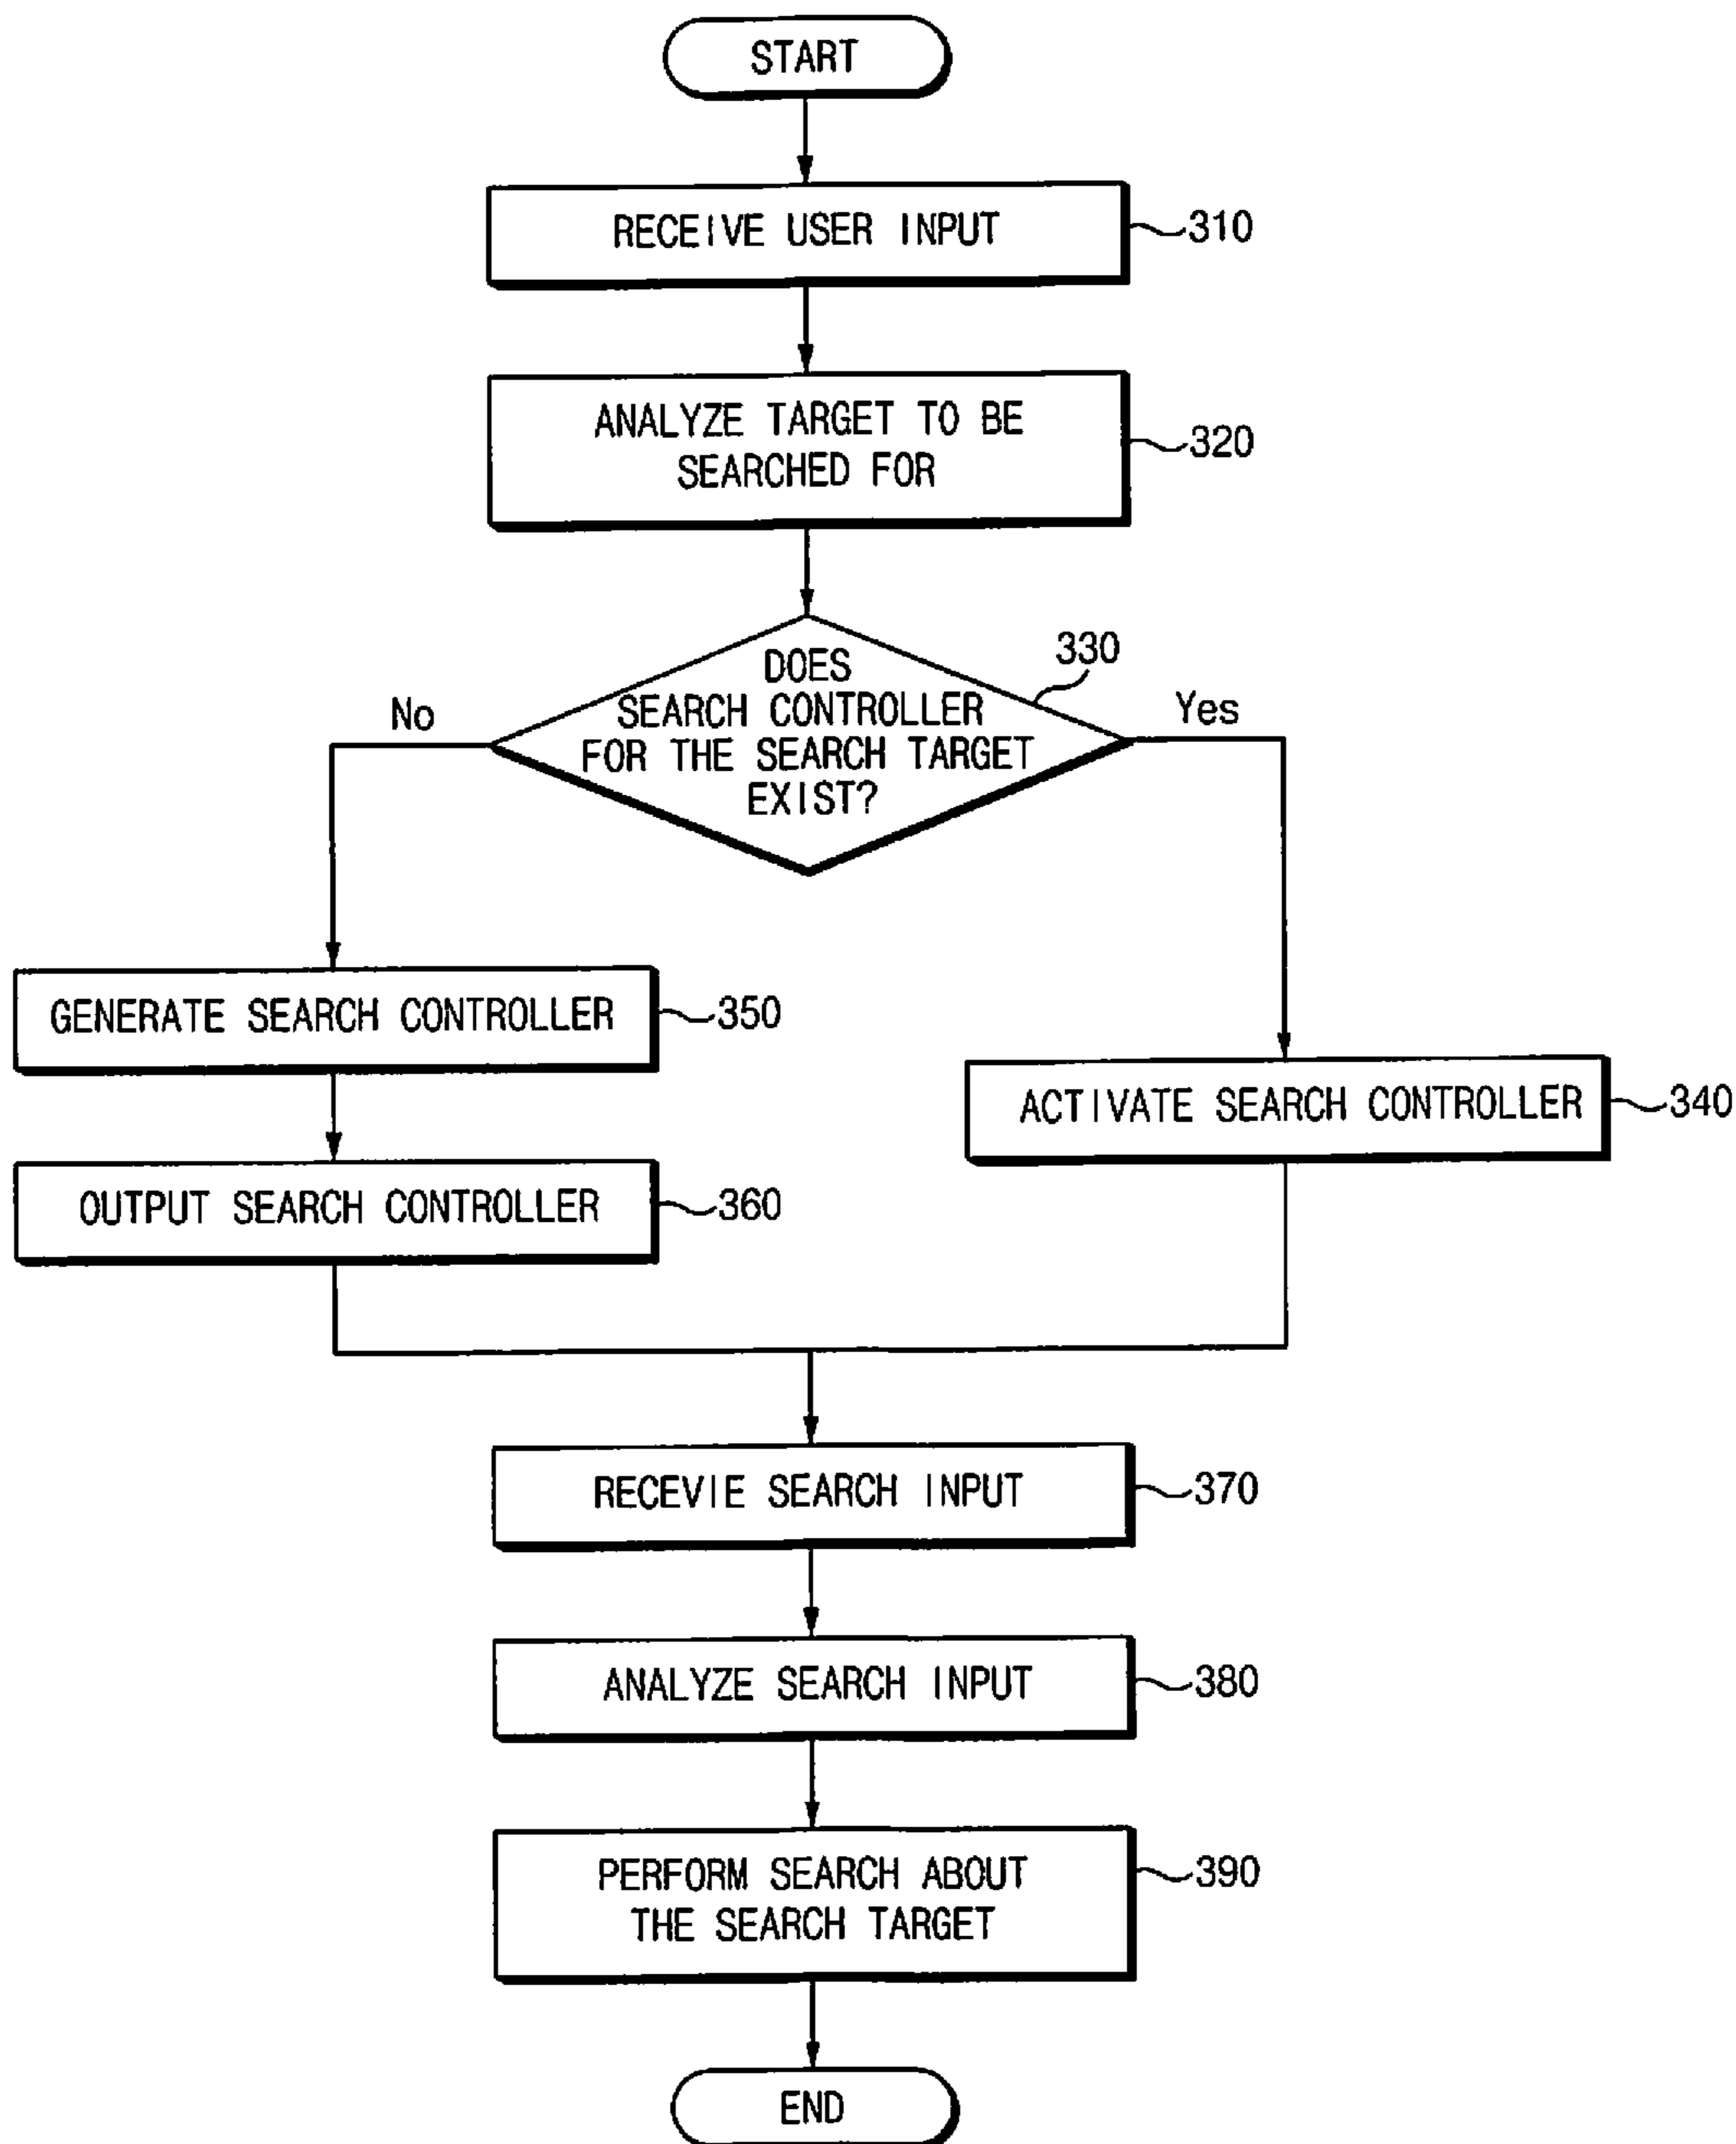 START
RECEIVE USER INPUT
310
ANALYZE TARGET TO BE
SEARCHED FOR
320
DOES
SEARCH CONTROLLER
FOR THE SEARCH TARGET
EXIST?
330
No
Yes
GENERATE SEARCH CONTROLLER
350
ACTIVATE SEARCH CONTROLLER
340
OUTPUT SEARCH CONTROLLER
360
RECEVIE SEARCH INPUT
370
ANALYZE SEARCH INPUT
380
PERFORM SEARCH ABOUT
THE SEARCH TARGET
390
END